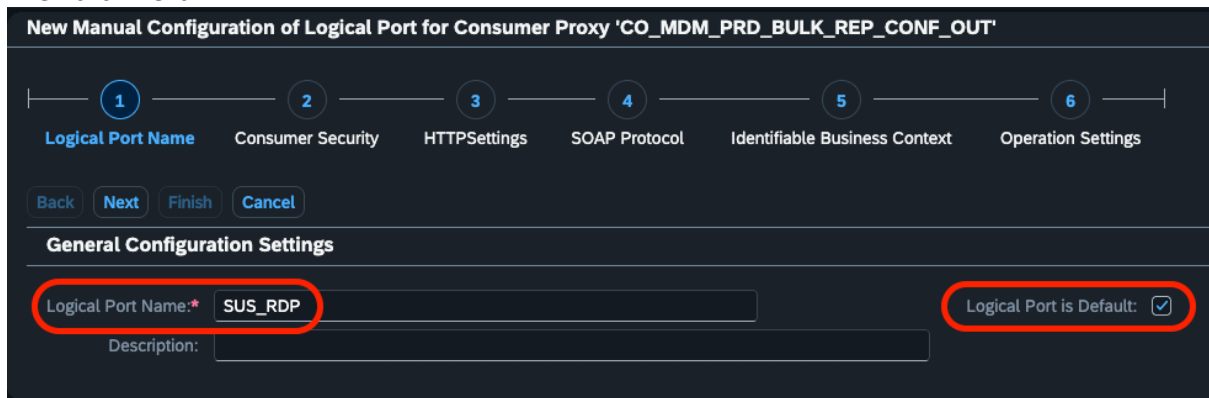 New Manual Configuration of Logical Port for Consumer Proxy 'CO_MDM_PRD_BULK_REP_CONF_OUT'
1 2 3 4 5 6
Logical Port Name Consumer Security HTTPSettings SOAP Protocol Identifiable Business Context Operation Settings
Back Next Finish Cancel
General Configuration Settings
Logical Port Name:* SUS_RDP Logical Port is Default:
Description: